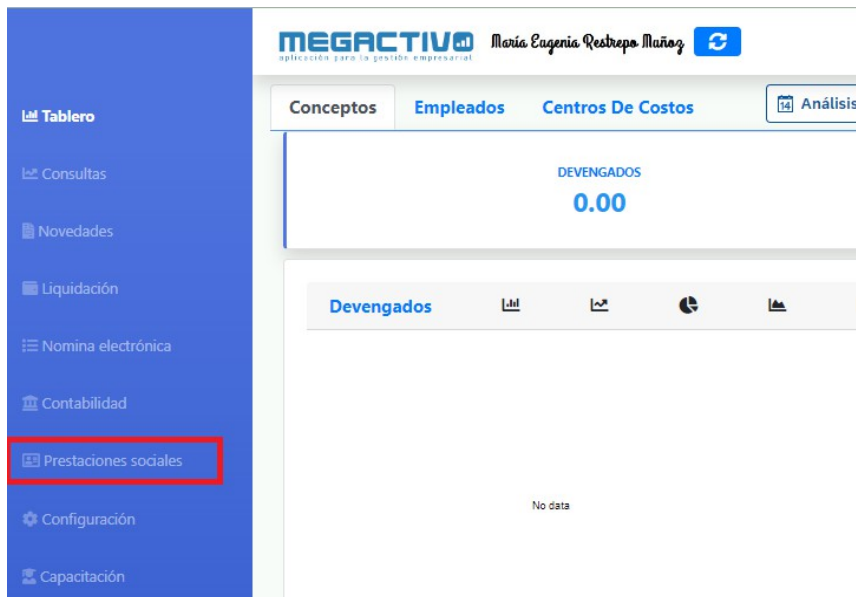 MEGACTIVO
aplicación para la gestión empresarial
María Eugenia Restrepo Muñoz
Tablero
Consultas
Novedades
Liquidación
Nomina electrónica
Contabilidad
Prestaciones sociales
Configuración
Capacitación
Conceptos Empleados Centros De Costos 14 Análisis
DEVENGADOS
0.00
Devengados
No data